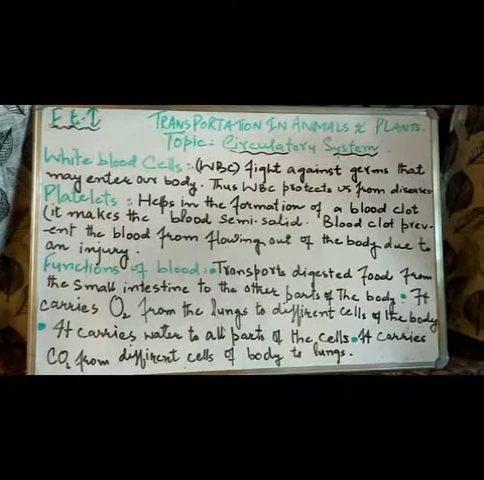 TRANSPORTATION IN ANIMALS & PLANTS.
Topic:- Circulatory System
White blood Cells:- (WBC) fight against germs that
may enter our body. Thus WBC protects us from diseases
Platelets : Heps in the formation of a blood clot
(it makes the blood semi-solid. Blood clot prev-
ent the blood from flowing out of the body due to
an injury.
Functions of blood: • Transports digested food from
the small intestine to the other parts of The body • It
carries O₂ from the lungs to diffirent cells of the body
• It carries water to all parts of the cells • It carries
CO₂ from diffirent cells of body to lungs.